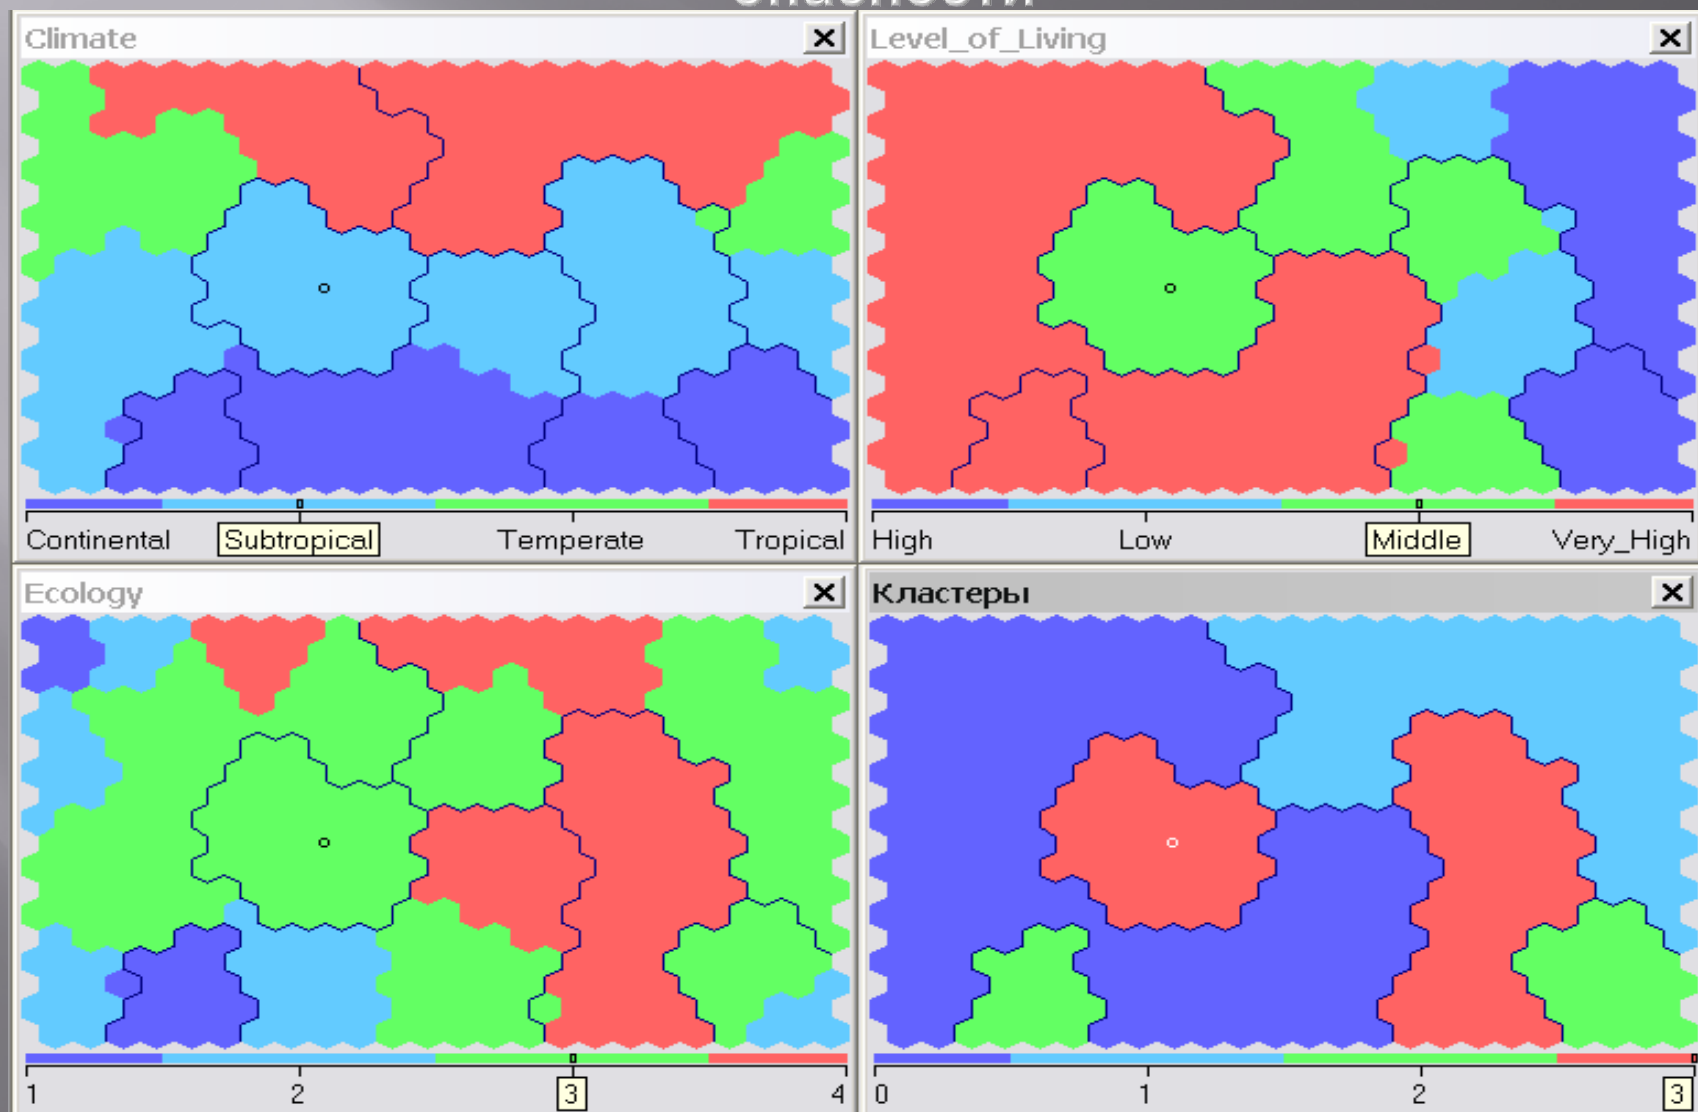 Climate
Level_of_Living
Continental Subtropical Temperate Tropical
High Low Middle Very_High
Ecology
Кластеры
1 2 3 4
0 1 2 3